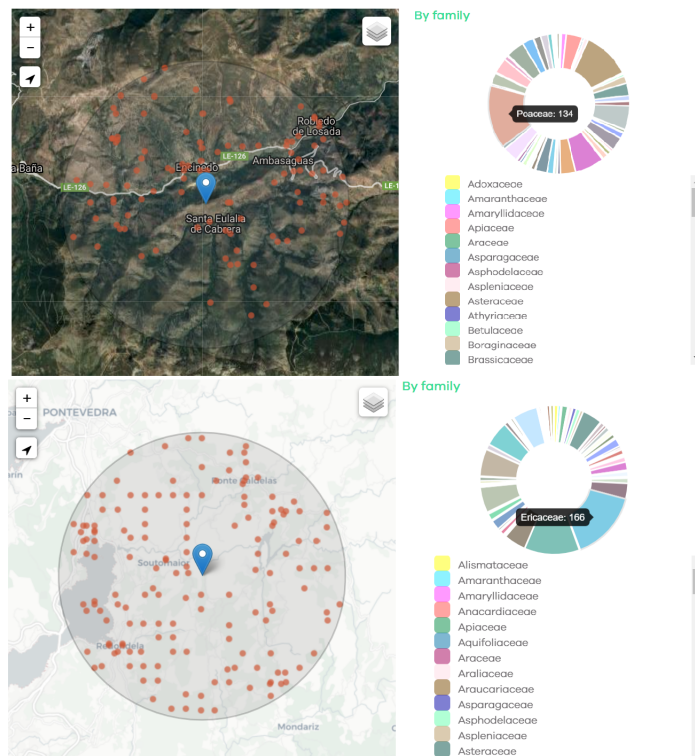 By family
+
−
Robledo
de Losada
LE-126
Ambasaguas
a Baña
Encinedo
LE-126
LE-1
Santa Eulalia
de Cabrera
Poaceae: 134
Adoxaceae
Amaranthaceae
Amaryllidaceae
Apiaceae
Araceae
Asparagaceae
Asphodelaceae
Aspleniaceae
Asteraceae
Athyriaceae
Betulaceae
Boraginaceae
Brassicaceae
By family
+
−
PONTEVEDRA
Ponte Caldelas
Soutomaior
Redondela
Mondariz
Ericaceae: 166
Alismataceae
Amaranthaceae
Amaryllidaceae
Anacardiaceae
Apiaceae
Aquifoliaceae
Araceae
Araliaceae
Araucariaceae
Asparagaceae
Asphodelaceae
Aspleniaceae
Asteraceae